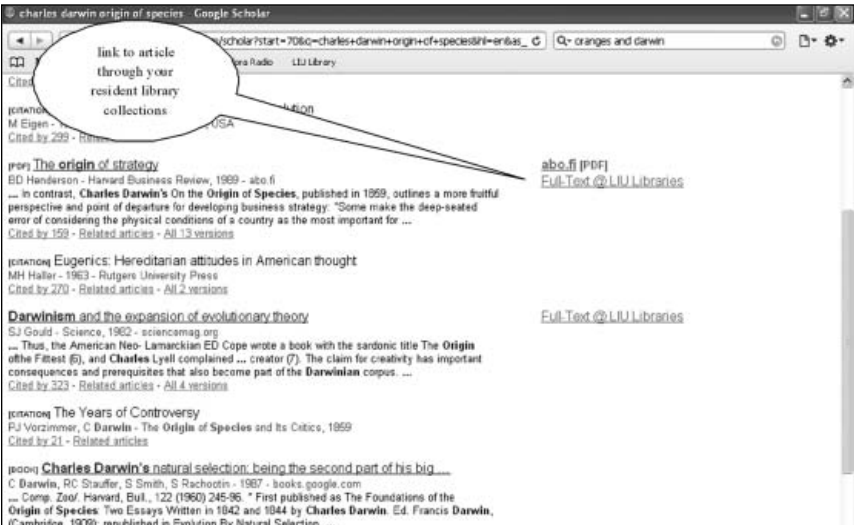 charles darwin origin of species - Google Scholar
/scholar?start=70&q=charles+darwin+origin+of+species&hl=en&as_
oranges and darwin
Radio
LIU Library
link to article
through your
resident library
collections
USA
Cited by 299 -
[PDF] The origin of strategy
abo.fi [PDF]
BD Henderson - Harvard Business Review, 1989 - abo.fi
Full-Text @ LIU Libraries
... In contrast, Charles Darwin's On the Origin of Species, published in 1859, outlines a more fruitful
perspective and point of departure for developing business strategy: "Some make the deep-seated
error of considering the physical conditions of a country as the most important for ...
Cited by 159 - Related articles - All 13 versions
[CITATION] Eugenics: Hereditarian attitudes in American thought
MH Haller - 1963 - Rutgers University Press
Cited by 270 - Related articles - All 2 versions
Darwinism and the expansion of evolutionary theory
Full-Text @ LIU Libraries
SJ Gould - Science, 1982 - sciencemag.org
... Thus, the American Neo- Lamarckian ED Cope wrote a book with the sardonic title The Origin
ofthe Fittest (6), and Charles Lyell complained ... creator (7). The claim for creativity has important
consequences and prerequisites that also become part of the Darwinian corpus. ...
Cited by 323 - Related articles - All 4 versions
[CITATION] The Years of Controversy
PJ Vorzimmer, C Darwin - The Origin of Species and Its Critics, 1859
Cited by 21 - Related articles
[BOOK] Charles Darwin's natural selection: being the second part of his big ...
C Darwin, RC Stauffer, S Smith, S Rachootin - 1987 - books.google.com
... Comp. Zool. Harvard, Bull., 122 (1960) 245-96. * First published as The Foundations of the
Origin of Species: Two Essays Written in 1842 and 1844 by Charles Darwin. Ed. Francis Darwin,
(Cambridge, 1909); republished in Evolution By Natural Selection